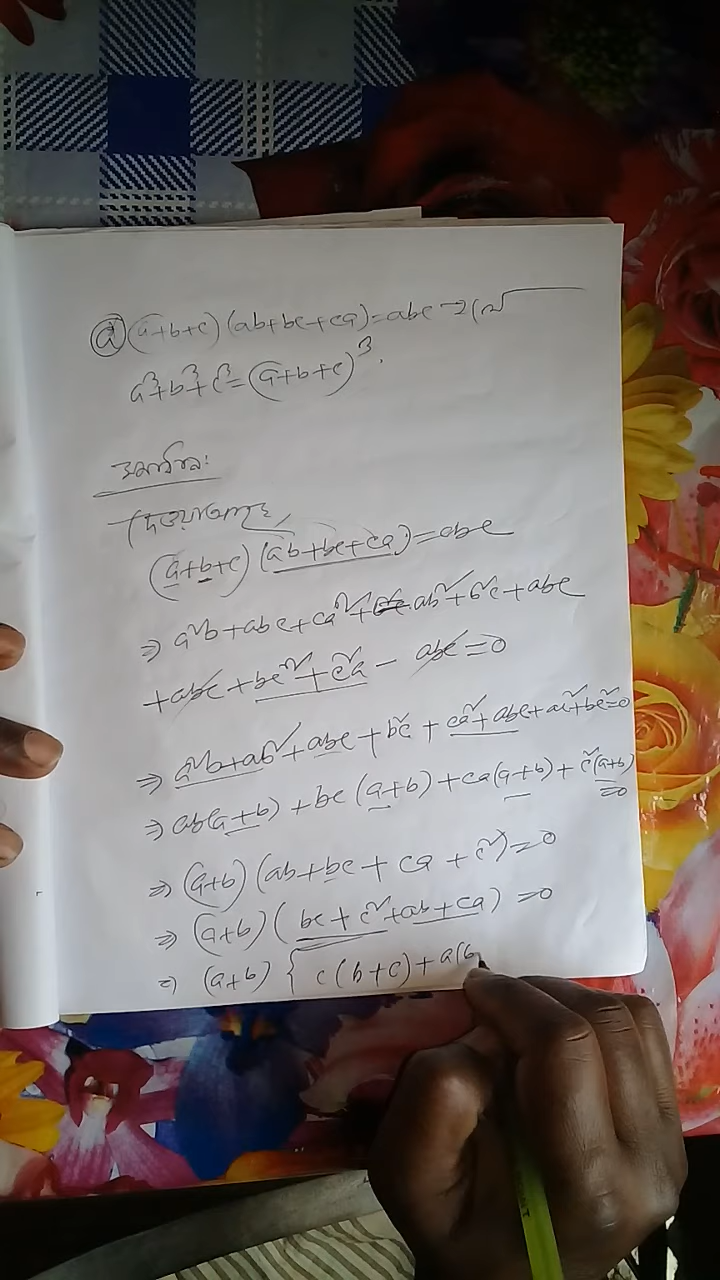 (a) (a+b+c) (ab+bc+ca)=abc
a³+b³+c³=(a+b+c)³.
সমাধান:
দেওয়া আছে,
(a+b+c) (ab+bc+ca)=abc
⇒ a²b+abc+ca²+ab²+b²c+abc
+abc+bc²+c²a- abc=0
⇒ a²b+ab²+abc+b²c+ca²+abc+ac²+bc²=0
⇒ ab(a+b)+bc(a+b)+ca(a+b)+c²(a+b)=0
⇒ (a+b)(ab+bc+ca+c²)=0
⇒ (a+b)(bc+c²+ab+ca)=0
⇒ (a+b){c(b+c)+a(b